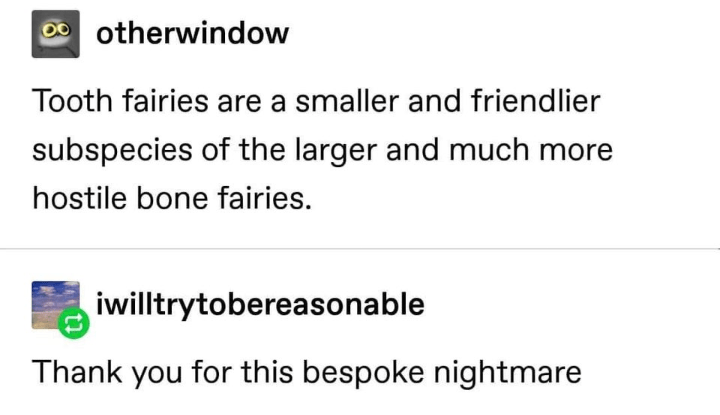 otherwindow
Tooth fairies are a smaller and friendlier
subspecies of the larger and much more
hostile bone fairies.
iwilltrytobereasonable
Thank you for this bespoke nightmare